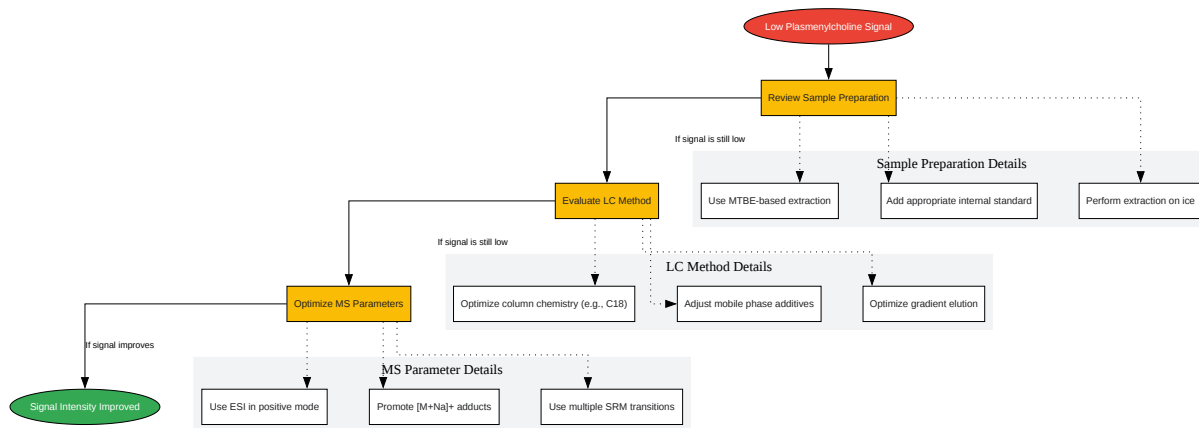 Low Plasmenylcholine Signal
Review Sample Preparation
If signal is still low
Sample Preparation Details
Use MTBE-based extraction
Add appropriate internal standard
Perform extraction on ice
Evaluate LC Method
If signal is still low
LC Method Details
Optimize column chemistry (e.g., C18)
Adjust mobile phase additives
Optimize gradient elution
Optimize MS Parameters
If signal improves
MS Parameter Details
Use ESI in positive mode
Promote [M+Na]+ adducts
Use multiple SRM transitions
Signal Intensity Improved